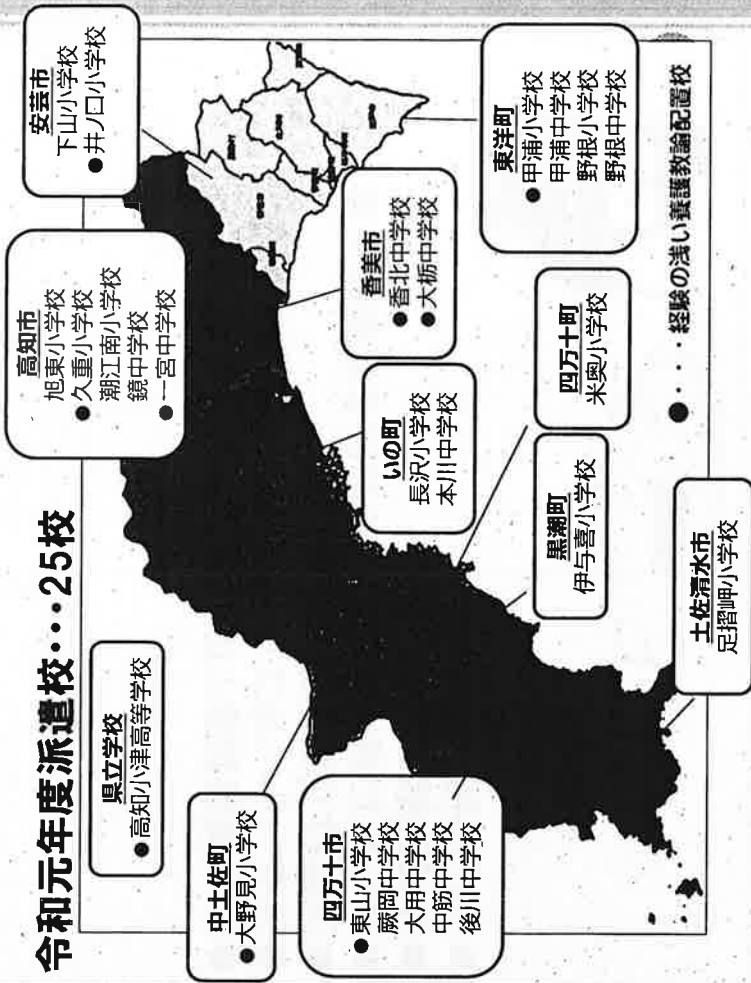 令和元年度派遣校・・・25校
県立学校
●高知小津高等学校
高知市
旭東小学校
●久重小学校
潮江南小学校
鏡中学校
●一宮中学校
安芸市
下山小学校
●井ノ口小学校
中土佐町
●大野見小学校
いの町
長沢小学校
本川中学校
香美市
●香北中学校
●大栃中学校
四万十市
●東山小学校
蕨岡中学校
大用中学校
中筋中学校
後川中学校
黒潮町
伊与喜小学校
四万十町
米奥小学校
東洋町
●甲浦小学校
甲浦中学校
野根小学校
野根中学校
土佐清水市
足摺岬小学校
●・・・経験の浅い養護教諭配置校